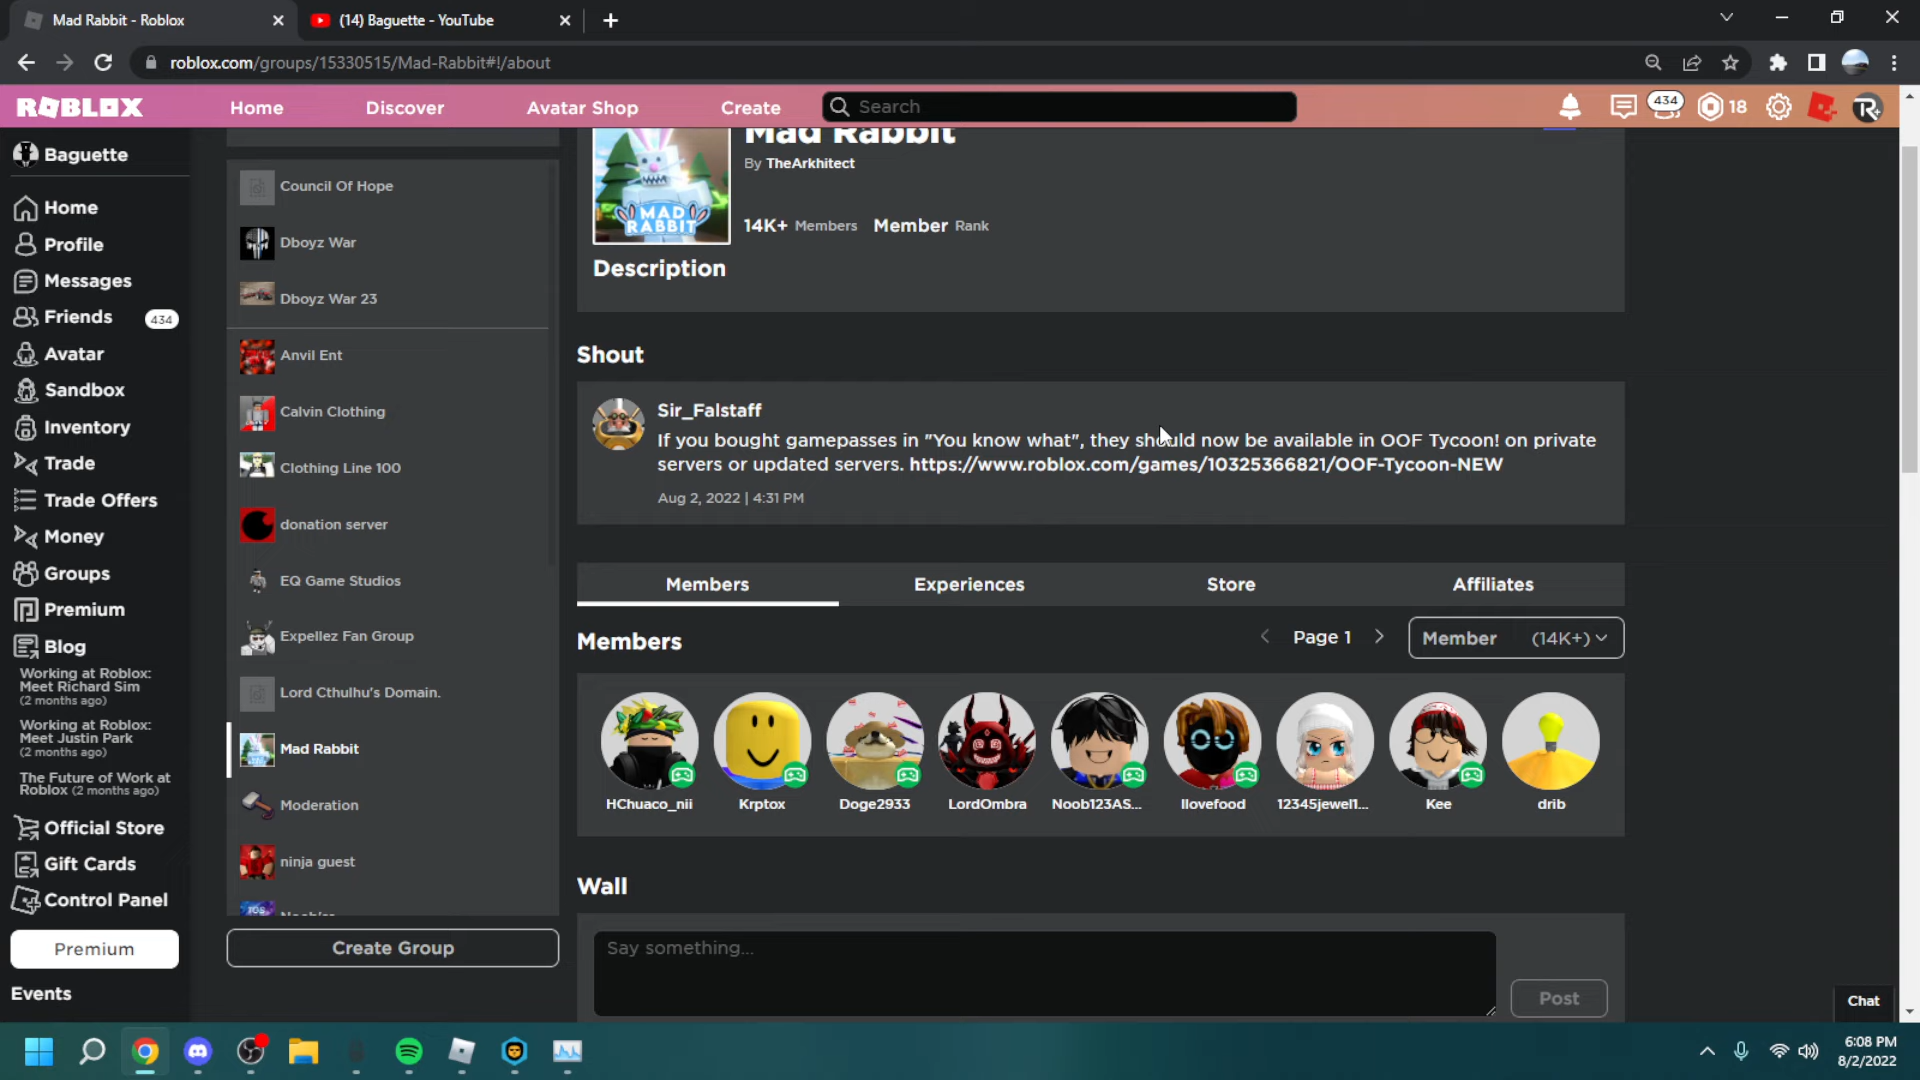 Mad Rabbit - Roblox
(14) Baguette - YouTube
roblox.com/groups/15330515/Mad-Rabbit#!/about
ROBLOX
Home
Discover
Avatar Shop
Create
Search
434
18
Baguette
Home
Profile
Messages
Friends
434
Avatar
Sandbox
Inventory
Trade
Trade Offers
Money
Groups
Premium
Blog
Working at Roblox:
Meet Richard Sim
(2 months ago)
Working at Roblox:
Meet Justin Park
(2 months ago)
The Future of Work at
Roblox (2 months ago)
Official Store
Gift Cards
Control Panel
Premium
Events
Council Of Hope
Dboyz War
Dboyz War 23
Anvil Ent
Calvin Clothing
Clothing Line 100
donation server
EQ Game Studios
Expellez Fan Group
Lord Cthulhu's Domain.
Mad Rabbit
Moderation
ninja guest
Create Group
MAD
RABBIT
Mad Rabbit
By TheArkhitect
14K+ Members Member Rank
Description
Shout
Sir_Falstaff
If you bought gamepasses in "You know what", they should now be available in OOF Tycoon! on private
servers or updated servers. https://www.roblox.com/games/10325366821/OOF-Tycoon-NEW
Aug 2, 2022 | 4:31 PM
Members
Experiences
Store
Affiliates
Members
Page 1
Member (14K+)
HChuaco_nii
Krptox
Doge2933
LordOmbra
Noob123AS...
Ilovefood
12345jewel1...
Kee
drib
Wall
Say something...
Post
Chat
6:08 PM
8/2/2022